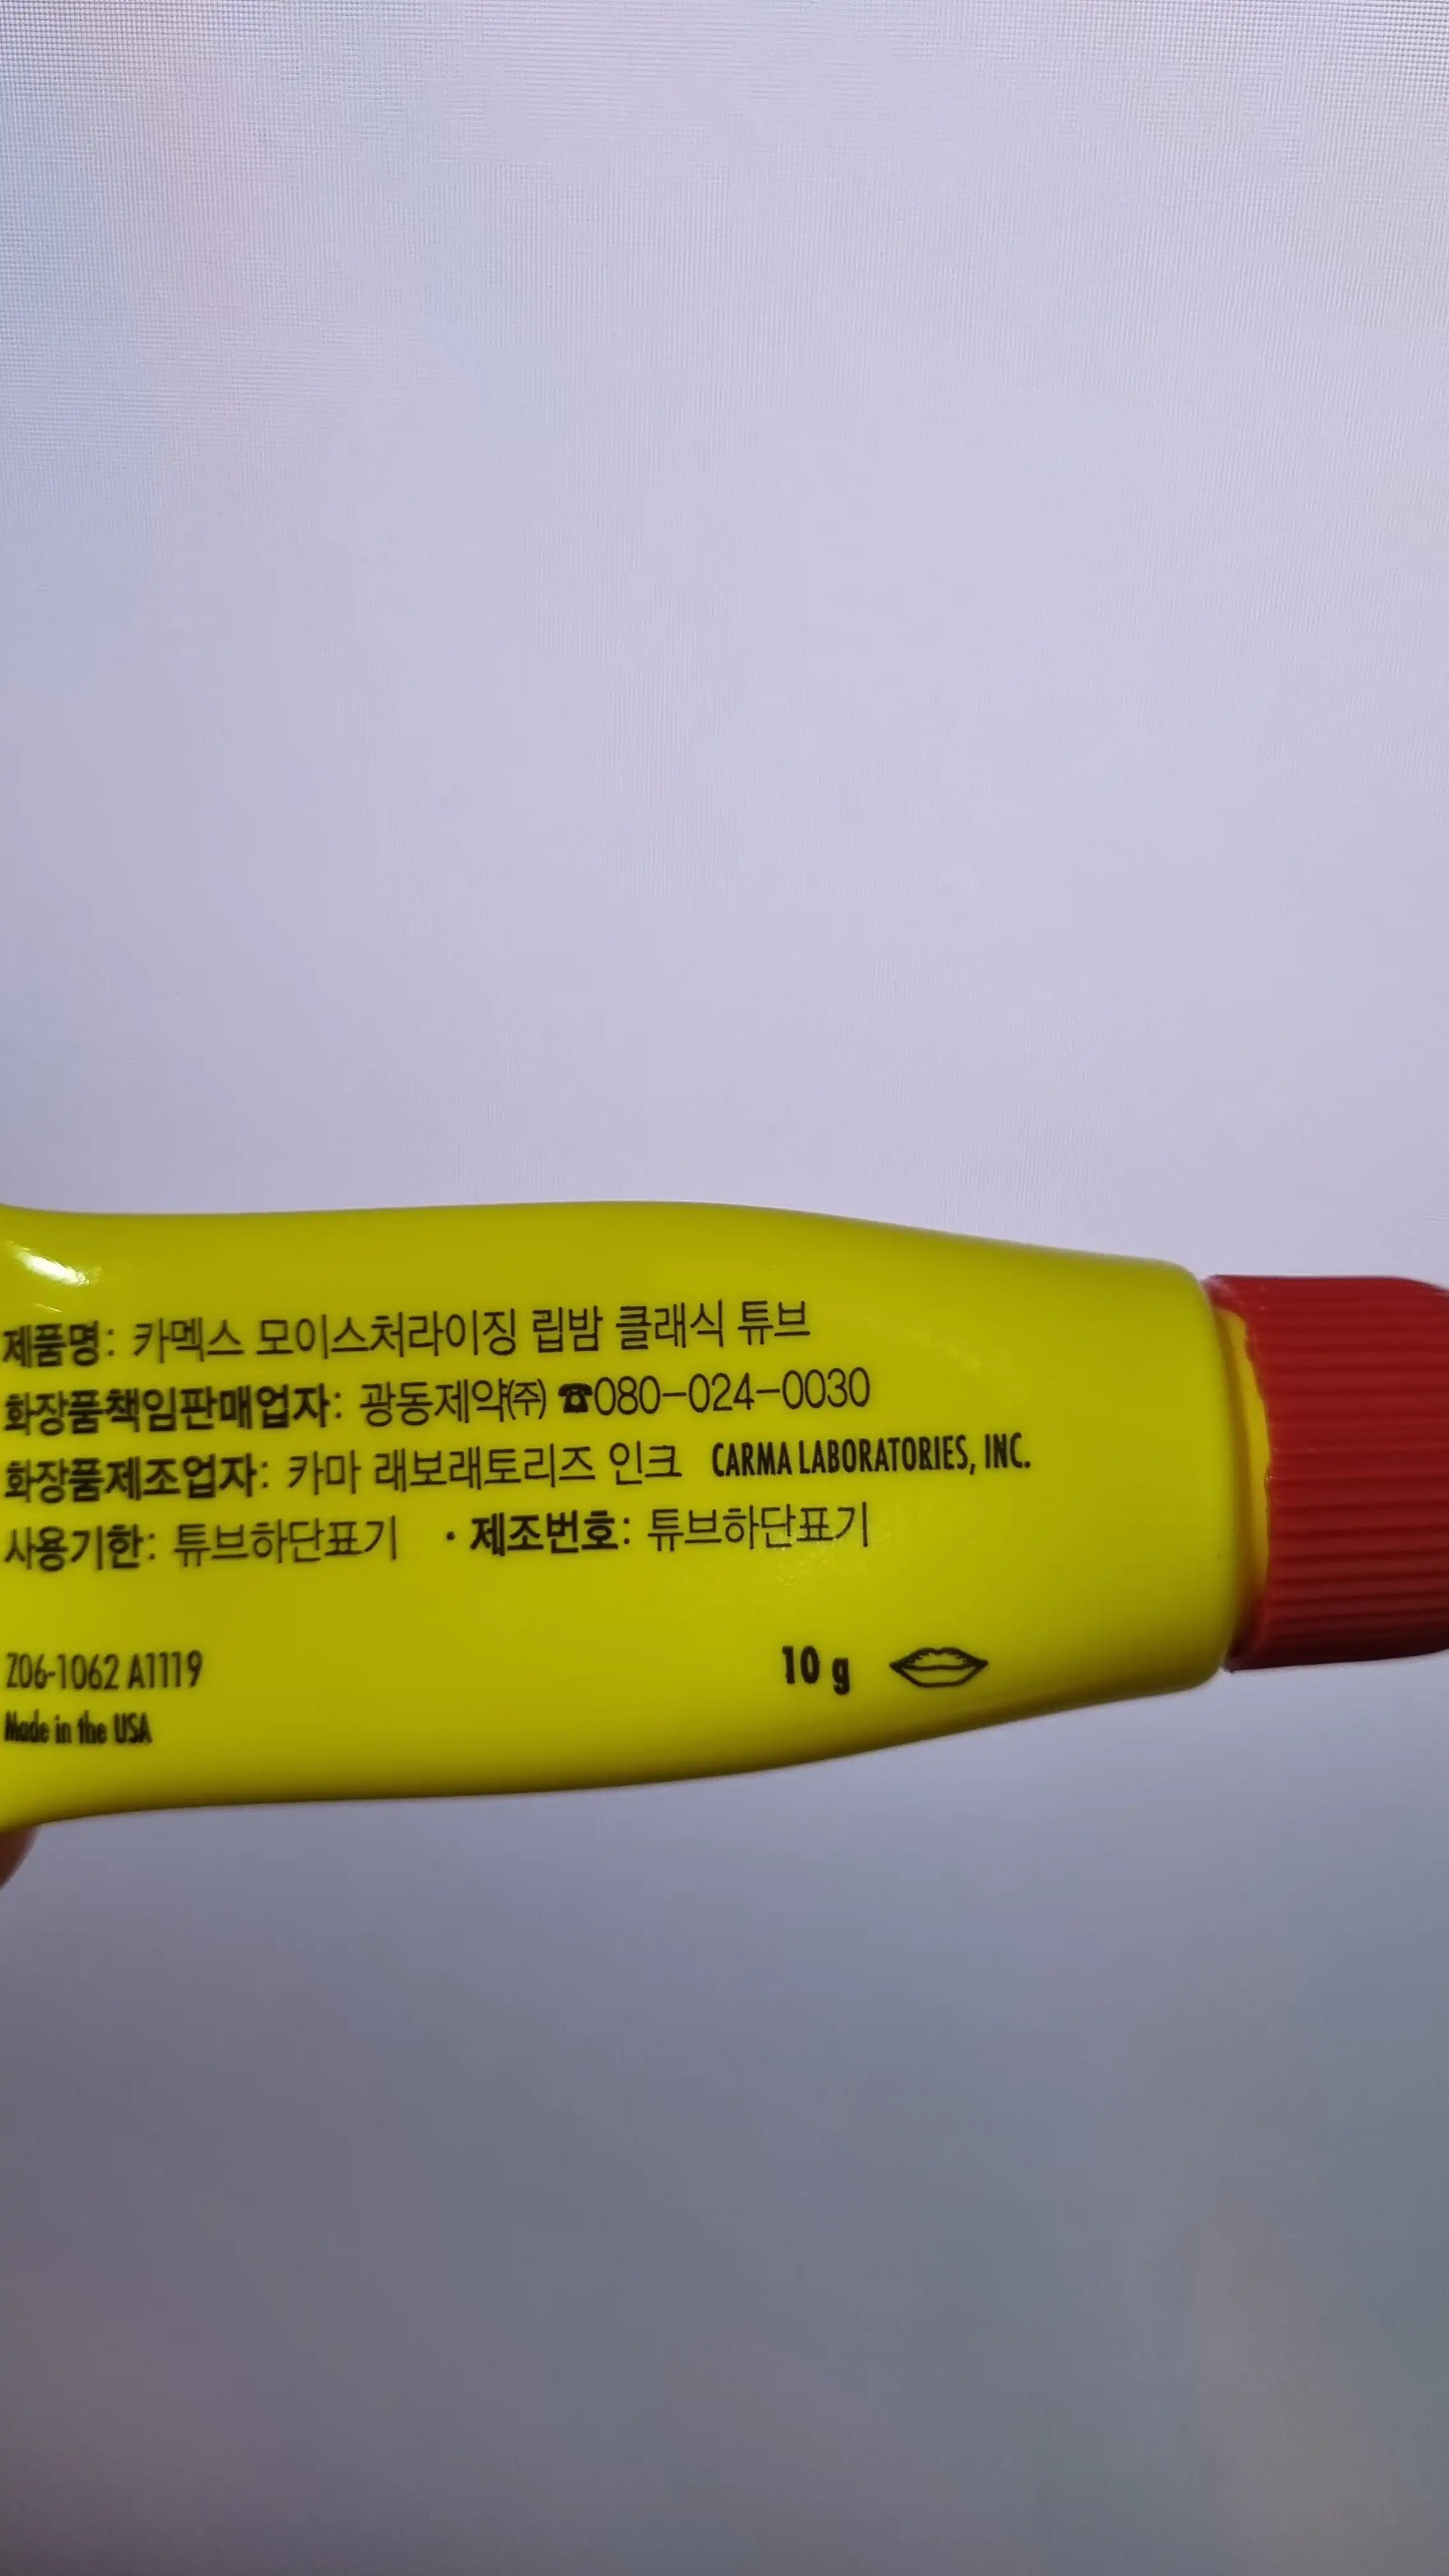 제품명: 카멕스 모이스처라이징 립밤 클래식 튜브
화장품책임판매업자: 광동제약㈜ ☎080-024-0030
화장품제조업자: 카마 래보래토리즈 인크 CARMA LABORATORIES, INC.
사용기한: 튜브하단표기 · 제조번호: 튜브하단표기
Z06-1062 A1119
10 g
Made in the USA